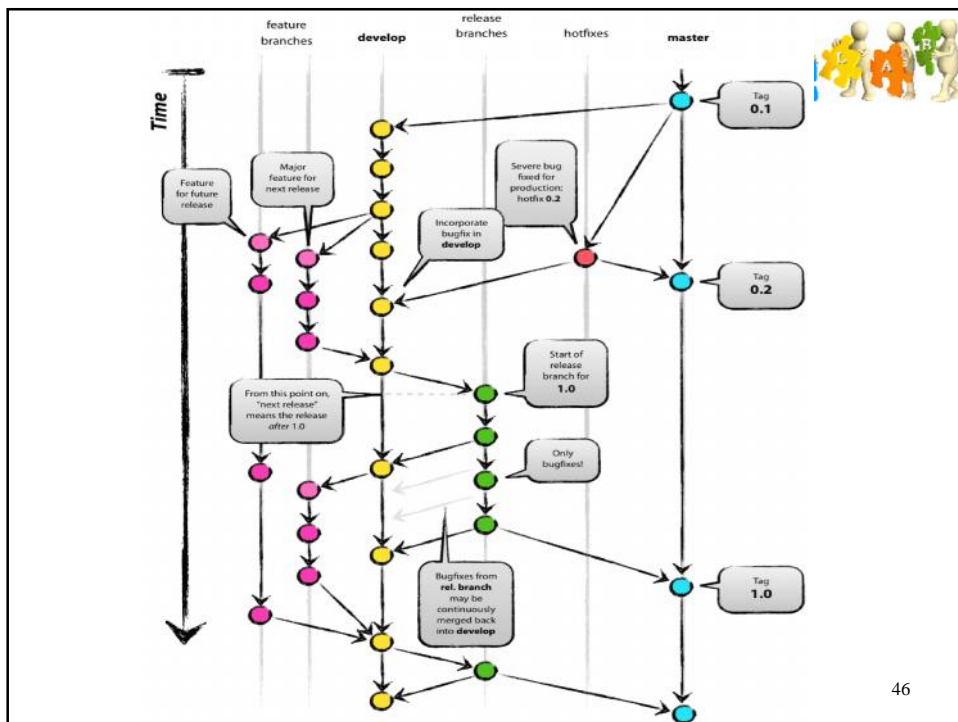 feature
branches
develop
release
branches
hotfixes
master
L
A
B
Time
Tag
0.1
Feature
for future
release
Major
feature for
next release
Severe bug
fixed for
production:
hotfix 0.2
Incorporate
bugfix in
develop
Tag
0.2
Start of
release
branch for
1.0
From this point on,
“next release”
means the release
after 1.0
Only
bugfixes!
Bugfixes from
rel. branch
may be
continuously
merged back
into develop
Tag
1.0
46